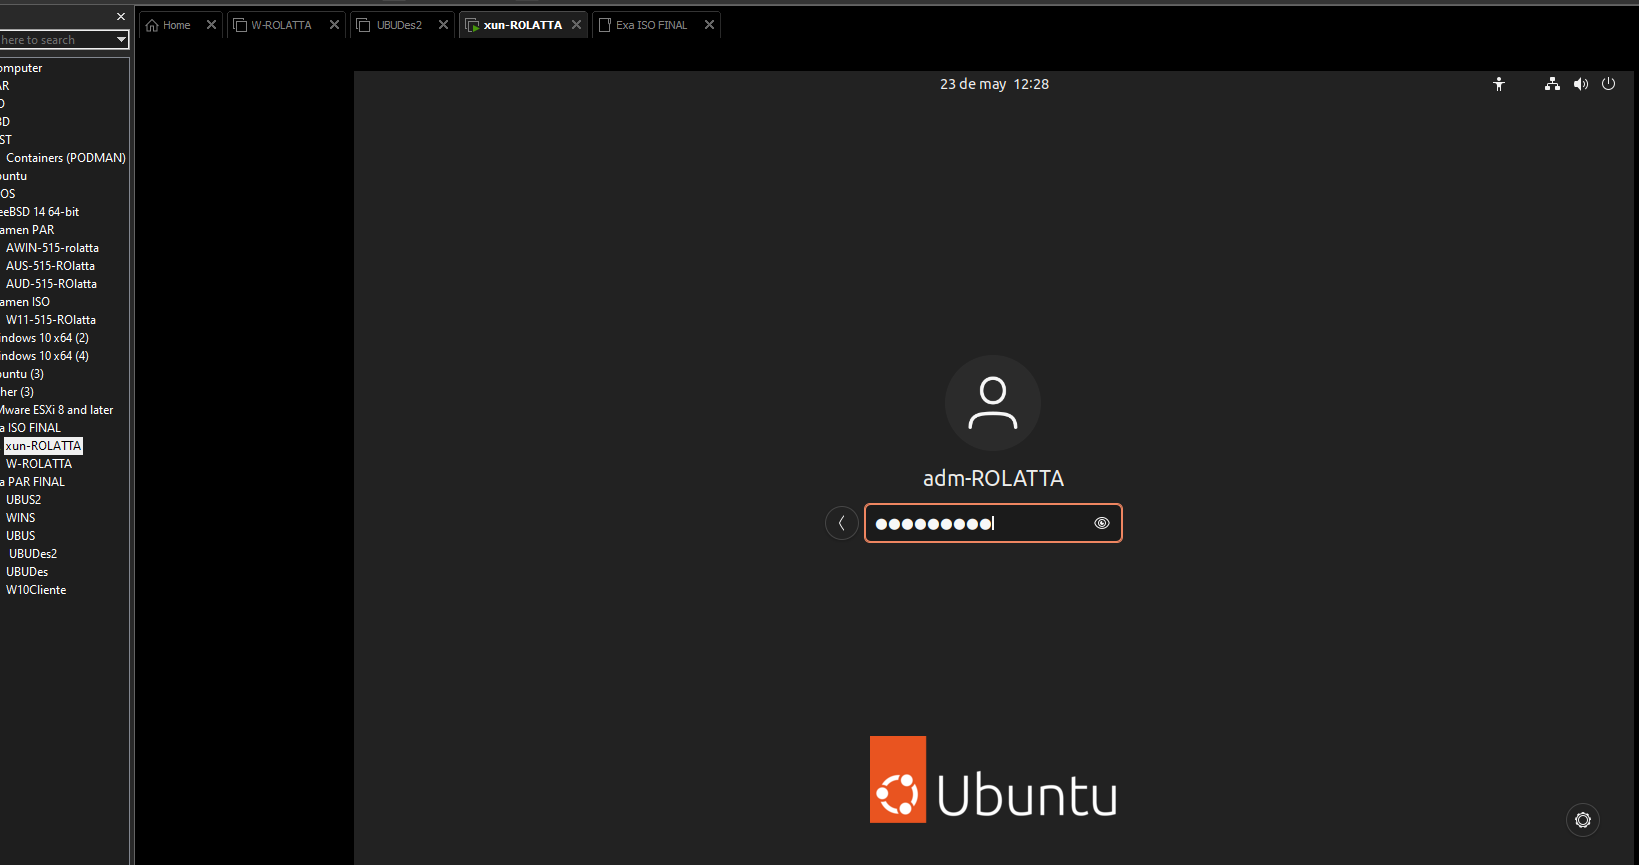 Home
W-ROLATTA
UBUDes2
xun-ROLATTA
Exa ISO FINAL
here to search
omputer
AR
O
BD
ST
Containers (PODMAN)
buntu
OS
eeBSD 14 64-bit
amen PAR
AWIN-515-rolatta
AUS-515-ROlatta
AUD-515-ROlatta
amen ISO
W11-515-ROlatta
indows 10 x64 (2)
indows 10 x64 (4)
buntu (3)
her (3)
Mware ESXi 8 and later
a ISO FINAL
xun-ROLATTA
W-ROLATTA
a PAR FINAL
UBUS2
WINS
UBUS
UBUDes2
UBUDes
W10Cliente
23 de may 12:28
adm-ROLATTA
Ubuntu